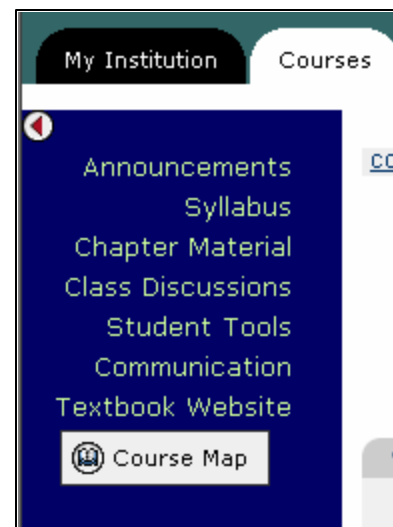 My Institution Courses
Announcements
Syllabus
Chapter Material
Class Discussions
Student Tools
Communication
Textbook Website
Course Map